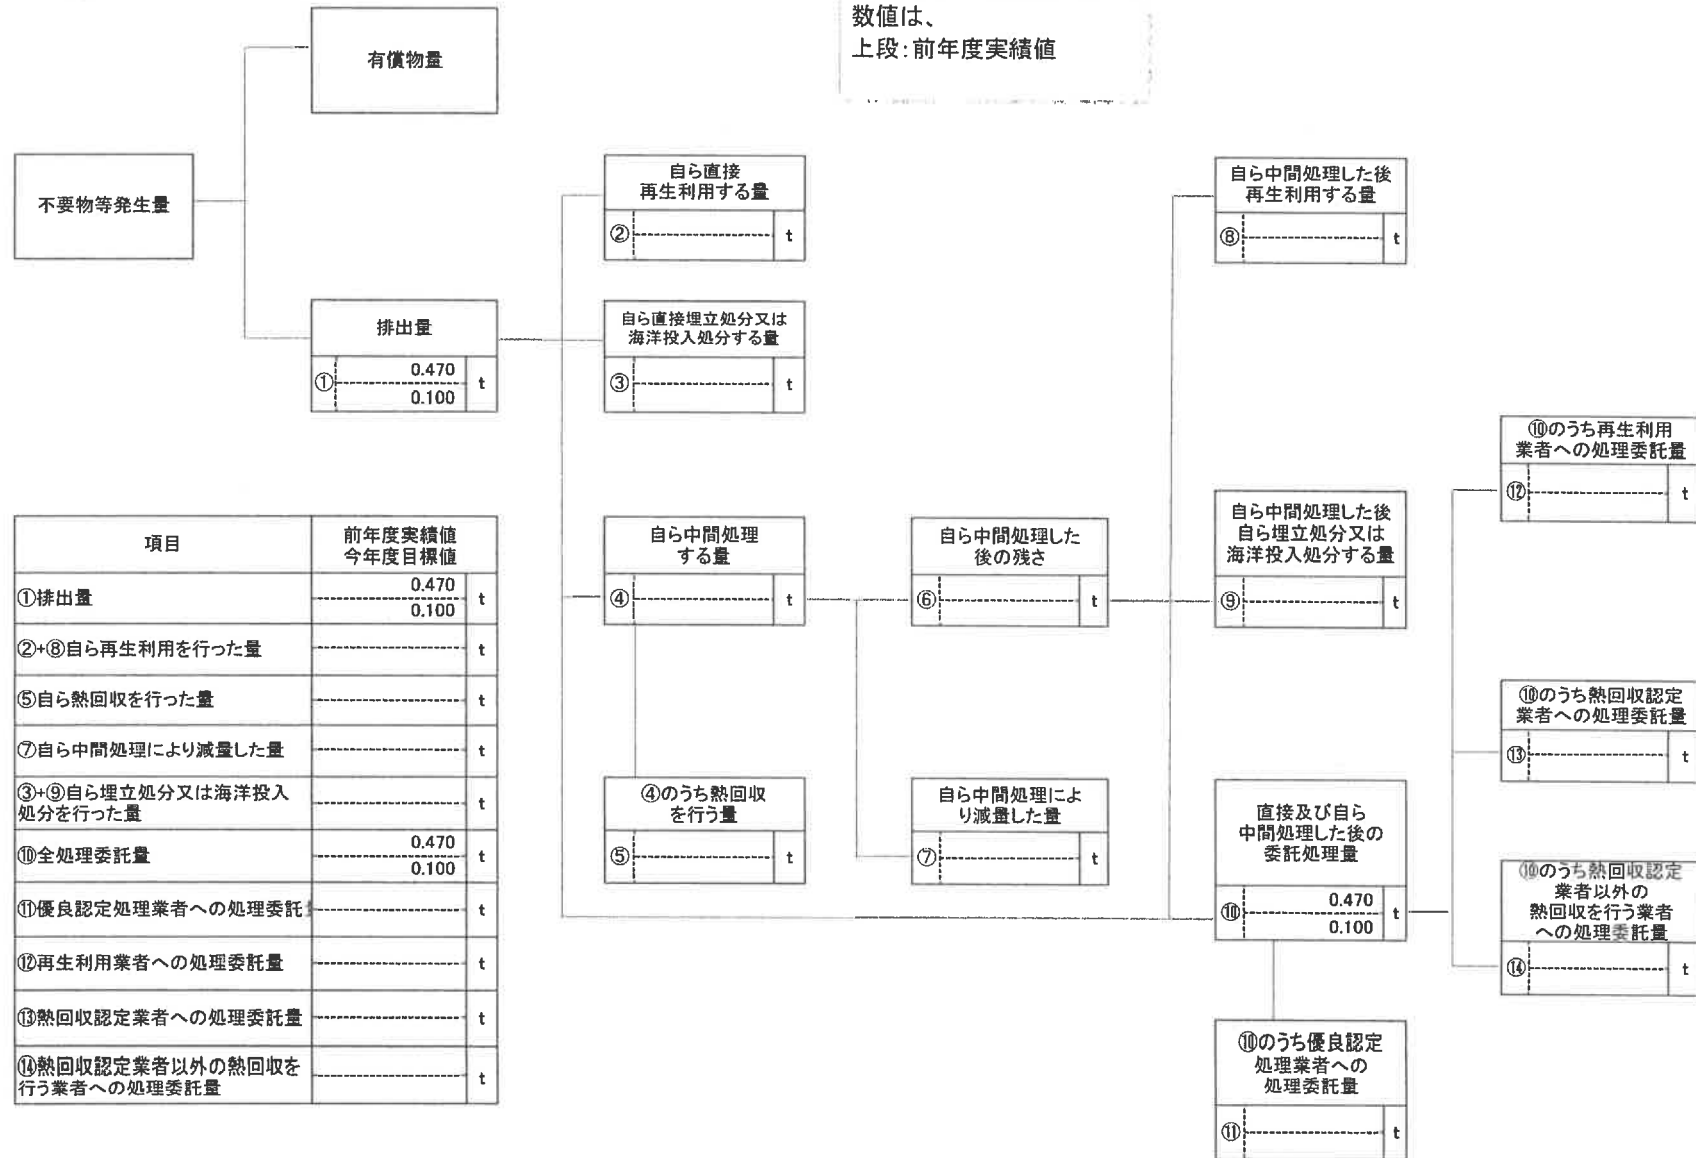 数値は、
上段:前年度実績値
有償物量
不要物等発生量
排出量
① 0.470 t
0.100
自ら直接
再生利用する量
② t
自ら直接埋立処分又は
海洋投入処分する量
③ t
自ら中間処理
する量
④ t
④のうち熱回収
を行う量
⑤ t
自ら中間処理した
後の残さ
⑥ t
自ら中間処理によ
り減量した量
⑦ t
自ら中間処理した後
再生利用する量
⑧ t
自ら中間処理した後
自ら埋立処分又は
海洋投入処分する量
⑨ t
直接及び自ら
中間処理した後の
委託処理量
⑩ 0.470 t
0.100
⑩のうち優良認定
処理業者への
処理委託量
⑪ t
⑩のうち再生利用
業者への処理委託量
⑫ t
⑩のうち熱回収認定
業者への処理委託量
⑬ t
⑩のうち熱回収認定
業者以外の
熱回収を行う業者
への処理委託量
⑭ t
項目 前年度実績値
今年度目標値
①排出量 0.470 t
0.100
②+⑧自ら再生利用を行った量 t
⑤自ら熱回収を行った量 t
⑦自ら中間処理により減量した量 t
③+⑨自ら埋立処分又は海洋投入
処分を行った量 t
⑩全処理委託量 0.470 t
0.100
⑪優良認定処理業者への処理委託 t
⑫再生利用業者への処理委託量 t
⑬熱回収認定業者への処理委託量 t
⑭熱回収認定業者以外の熱回収を
行う業者への処理委託量 t